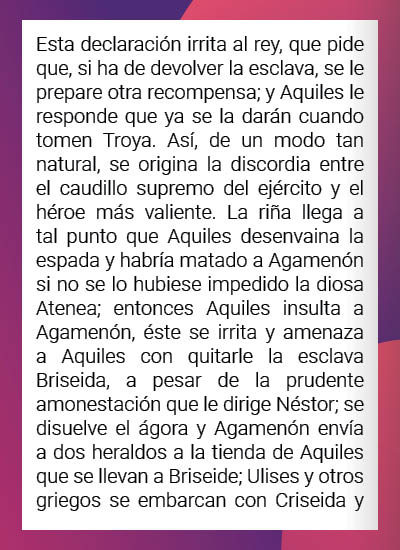 Esta declaración irrita al rey, que pide
que, si ha de devolver la esclava, se le
prepare otra recompensa; y Aquiles le
responde que ya se la darán cuando
tomen Troya. Así, de un modo tan
natural, se origina la discordia entre
el caudillo supremo del ejército y el
héroe más valiente. La riña llega a
tal punto que Aquiles desenvaina la
espada y habría matado a Agamenón
si no se lo hubiese impedido la diosa
Atenea; entonces Aquiles insulta a
Agamenón, éste se irrita y amenaza
a Aquiles con quitarle la esclava
Briseida, a pesar de la prudente
amonestación que le dirige Néstor; se
disuelve el ágora y Agamenón envía
a dos heraldos a la tienda de Aquiles
que se llevan a Briseide; Ulises y otros
griegos se embarcan con Criseida y